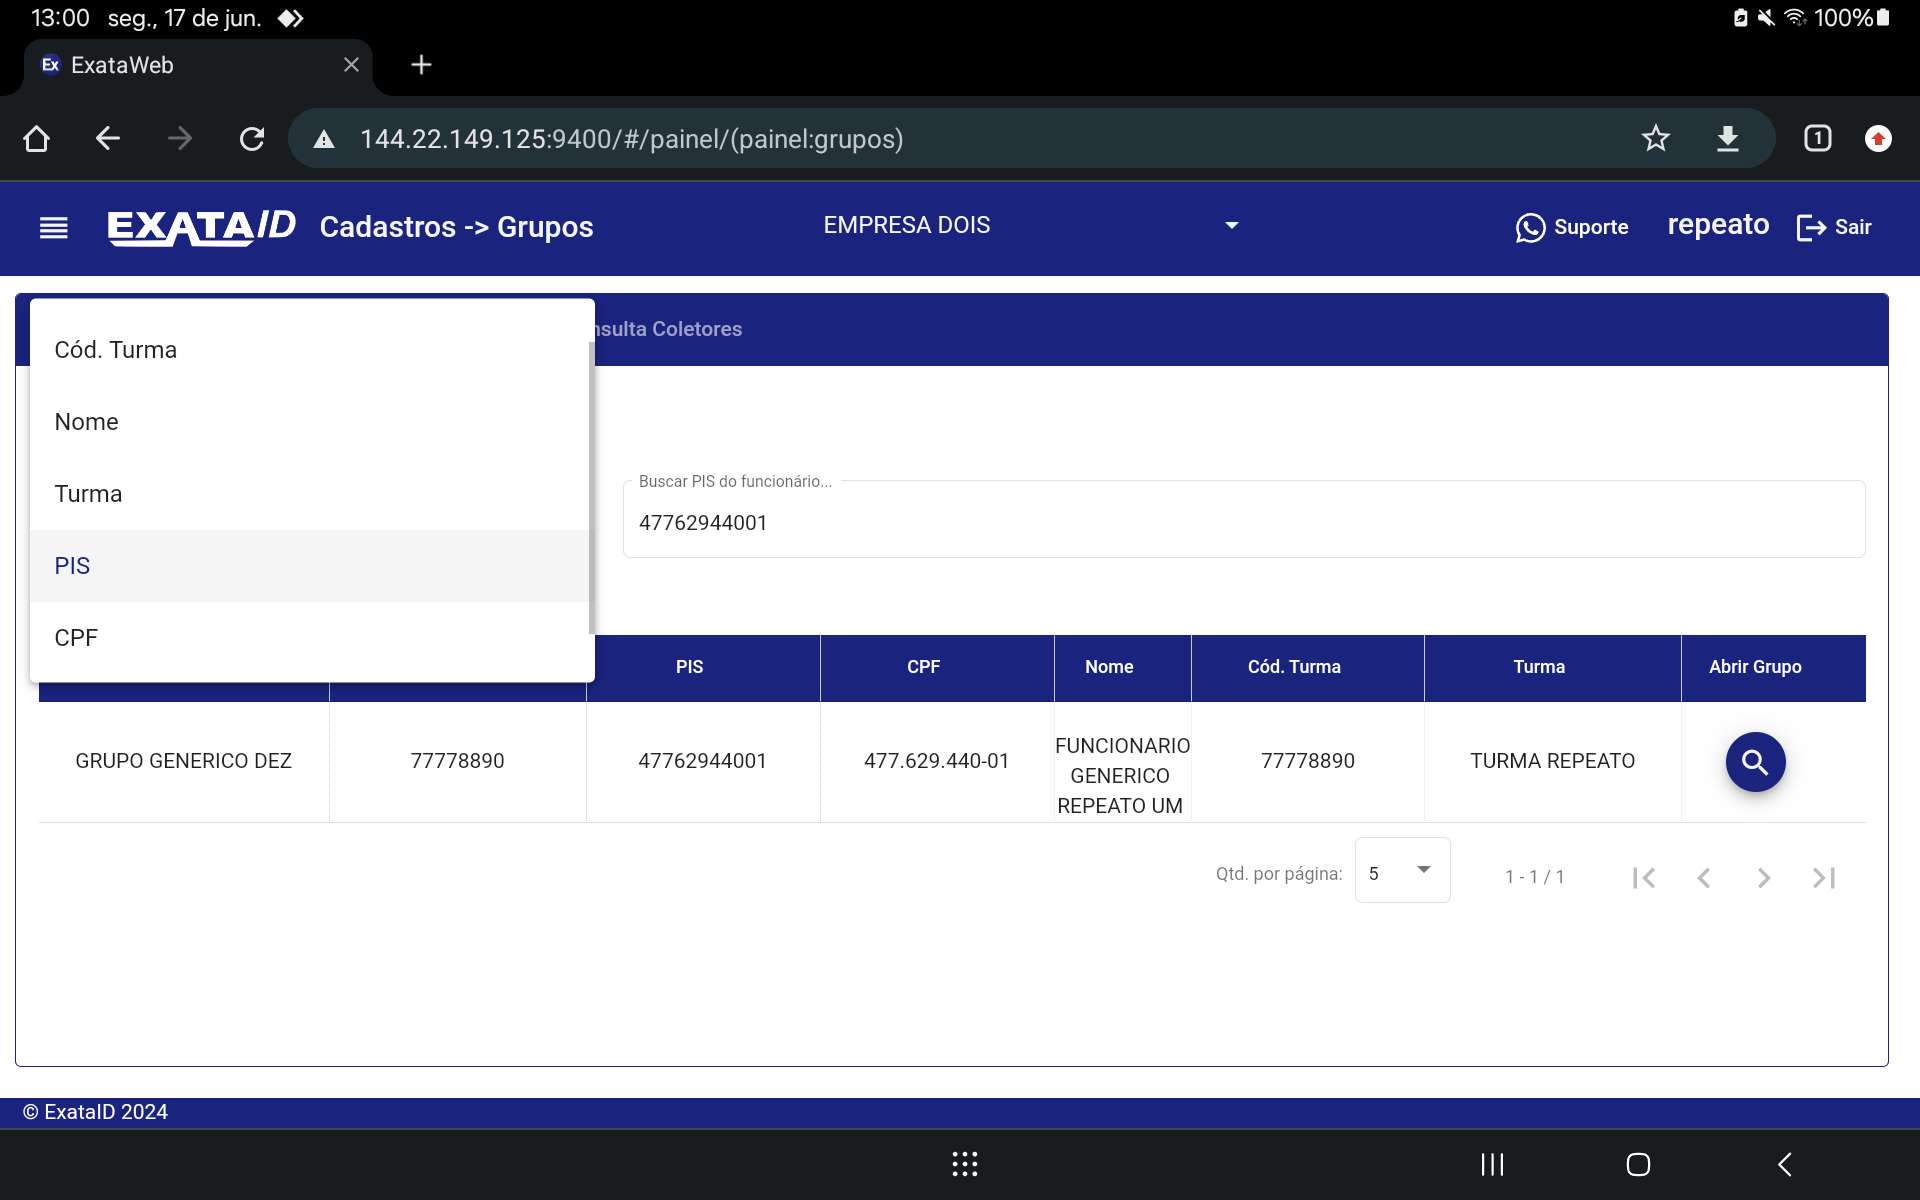 13:00 seg., 17 de jun. 100%
Ex ExataWeb
144.22.149.125:9400/#/painel/(painel:grupos) 1
EXATAID Cadastros -> Grupos EMPRESA DOIS Suporte repeato Sair
nsulta Coletores
Cód. Turma
Nome
Turma
PIS
CPF
Buscar PIS do funcionário...
47762944001
PIS CPF Nome Cód. Turma Turma Abrir Grupo
GRUPO GENERICO DEZ 77778890 47762944001 477.629.440-01 FUNCIONARIO GENERICO REPEATO UM 77778890 TURMA REPEATO
Qtd. por página: 5 1 - 1 / 1
© ExataID 2024